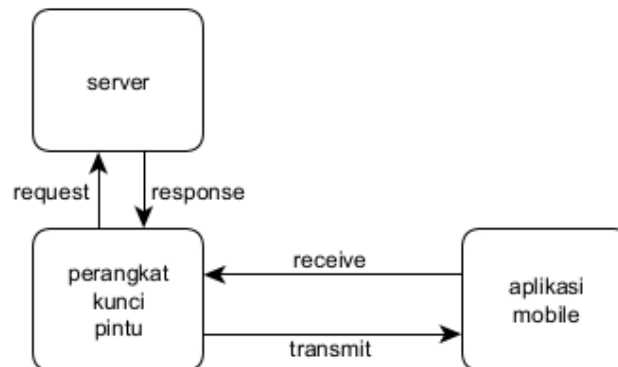 server
request
response
perangkat
kunci
pintu
receive
transmit
aplikasi
mobile